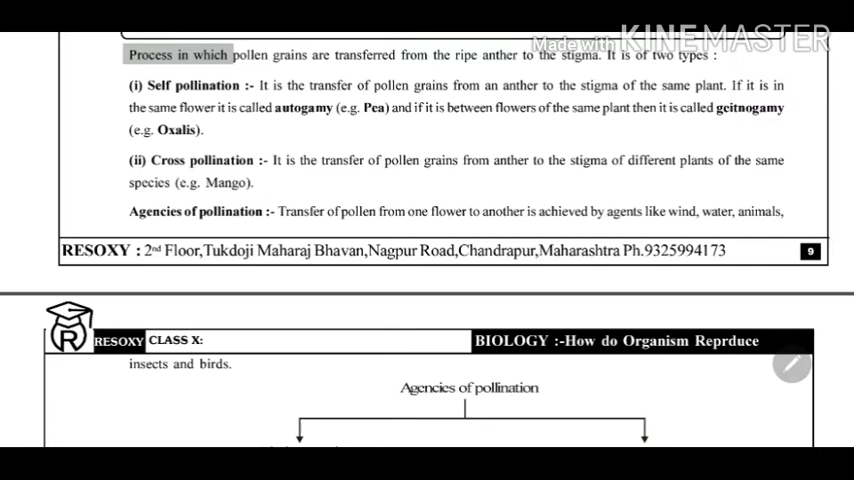 Made with KINEMASTER
Process in which pollen grains are transferred from the ripe anther to the stigma. It is of two types :
(i) Self pollination :- It is the transfer of pollen grains from an anther to the stigma of the same plant. If it is in
the same flower it is called autogamy (e.g. Pea) and if it is between flowers of the same plant then it is called geitnogamy
(e.g. Oxalis).
(ii) Cross pollination :- It is the transfer of pollen grains from anther to the stigma of different plants of the same
species (e.g. Mango).
Agencies of pollination :- Transfer of pollen from one flower to another is achieved by agents like wind, water, animals,
RESOXY : 2nd Floor,Tukdoji Maharaj Bhavan,Nagpur Road,Chandrapur,Maharashtra Ph.9325994173
9
R
RESOXY CLASS X: BIOLOGY :-How do Organism Reprduce
insects and birds.
Agencies of pollination